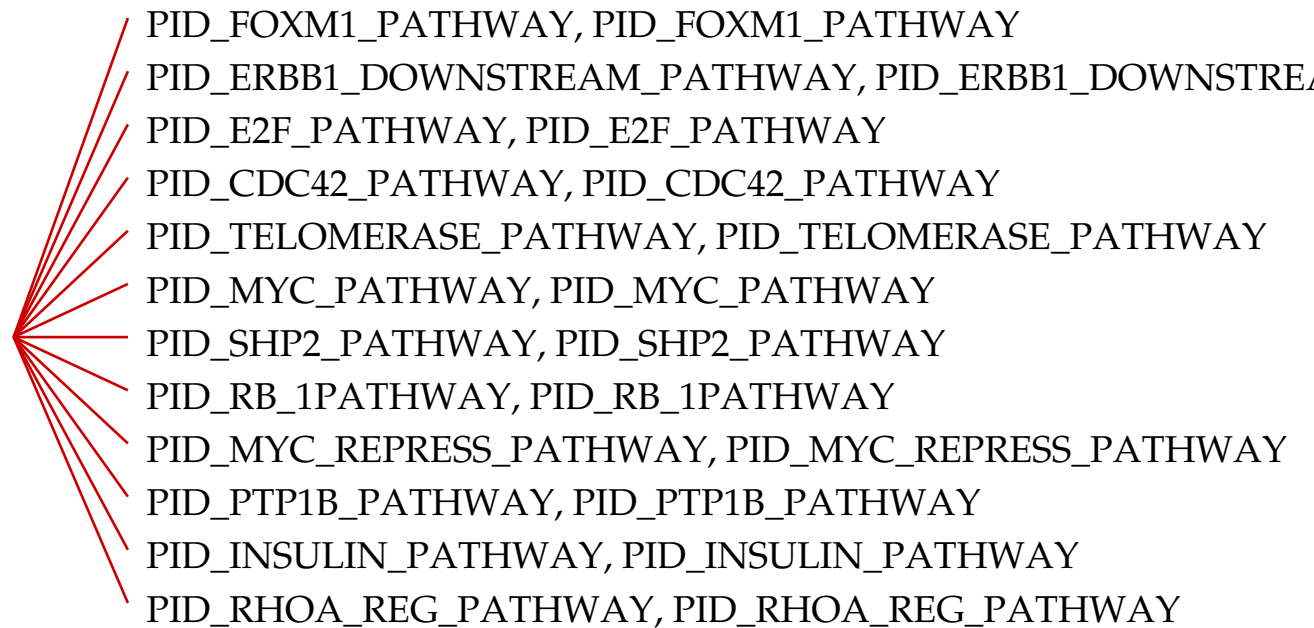 PID_FOXM1_PATHWAY, PID_FOXM1_PATHWAY
PID_ERBB1_DOWNSTREAM_PATHWAY, PID_ERBB1_DOWNSTREA
PID_E2F_PATHWAY, PID_E2F_PATHWAY
PID_CDC42_PATHWAY, PID_CDC42_PATHWAY
PID_TELOMERASE_PATHWAY, PID_TELOMERASE_PATHWAY
PID_MYC_PATHWAY, PID_MYC_PATHWAY
PID_SHP2_PATHWAY, PID_SHP2_PATHWAY
PID_RB_1PATHWAY, PID_RB_1PATHWAY
PID_MYC_REPRESS_PATHWAY, PID_MYC_REPRESS_PATHWAY
PID_PTP1B_PATHWAY, PID_PTP1B_PATHWAY
PID_INSULIN_PATHWAY, PID_INSULIN_PATHWAY
PID_RHOA_REG_PATHWAY, PID_RHOA_REG_PATHWAY